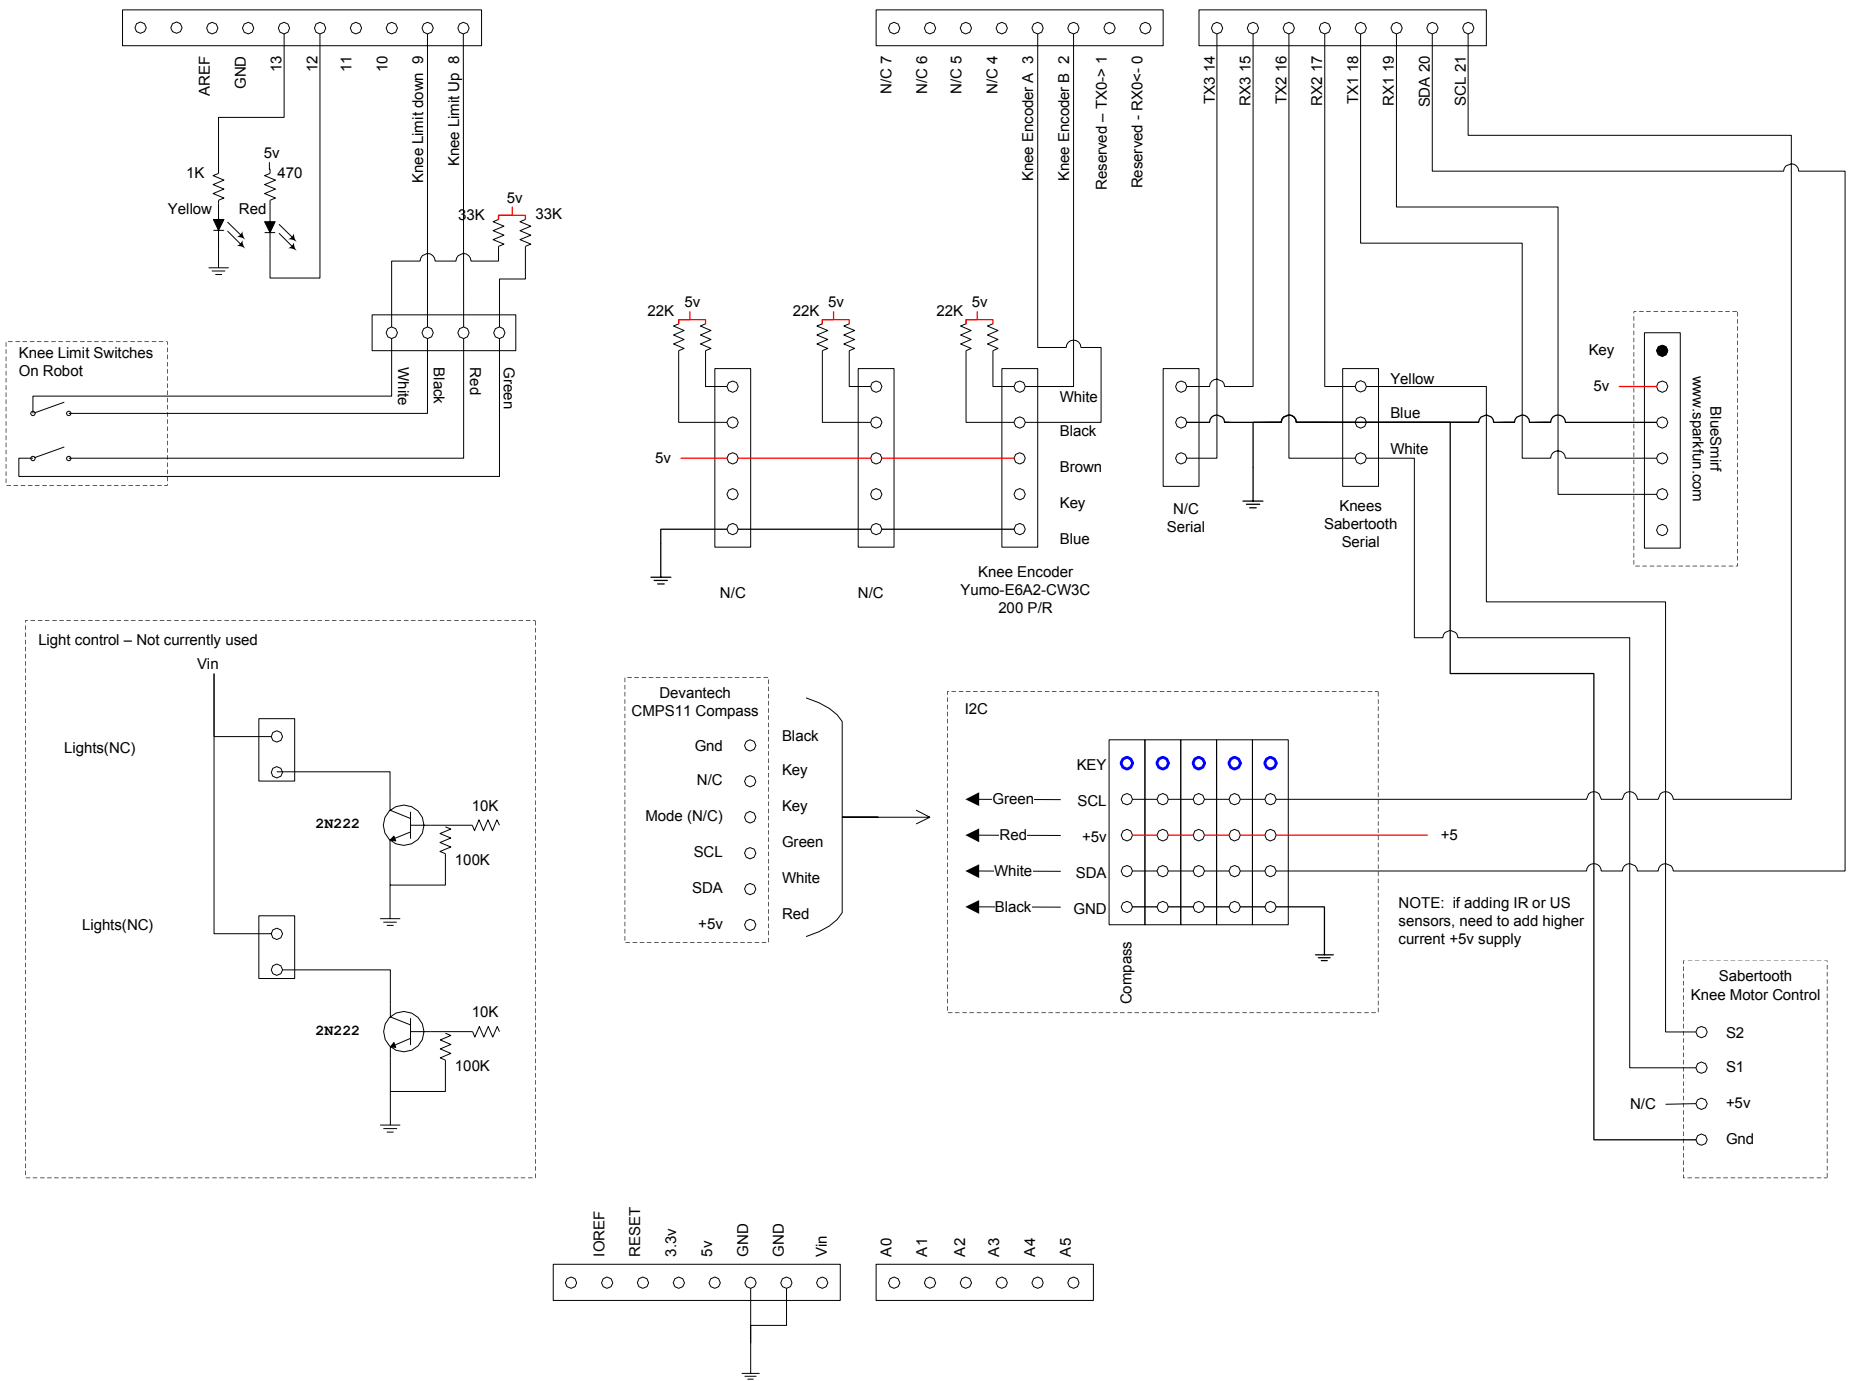 AREF
GND
13
12
11
10
Knee Limit down 9
Knee Limit Up 8
N/C 7
N/C 6
N/C 5
N/C 4
Knee Encoder A 3
Knee Encoder B 2
Reserved – TX0-> 1
Reserved - RX0<- 0
TX3 14
RX3 15
TX2 16
RX2 17
TX1 18
RX1 19
SDA 20
SCL 21
5v
1K
470
Yellow
Red
5v
33K
33K
Knee Limit Switches
On Robot
White
Black
Red
Green
5v
22K
5v
22K
5v
22K
5v
White
Black
Brown
Key
Blue
N/C
N/C
Knee Encoder
Yumo-E6A2-CW3C
200 P/R
N/C
Serial
Yellow
Blue
White
Knees
Sabertooth
Serial
Key
5v
BlueSmirf
www.sparkfun.com
Light control – Not currently used
Vin
Lights(NC)
2N222
10K
100K
Lights(NC)
2N222
10K
100K
Devantech
CMPS11 Compass
Gnd
N/C
Mode (N/C)
SCL
SDA
+5v
Black
Key
Key
Green
White
Red
I2C
KEY
Green
SCL
Red
+5v
+5
White
SDA
Black
GND
Compass
NOTE: if adding IR or US
sensors, need to add higher
current +5v supply
Sabertooth
Knee Motor Control
S2
S1
N/C
+5v
Gnd
IOREF
RESET
3.3v
5v
GND
GND
Vin
A0
A1
A2
A3
A4
A5